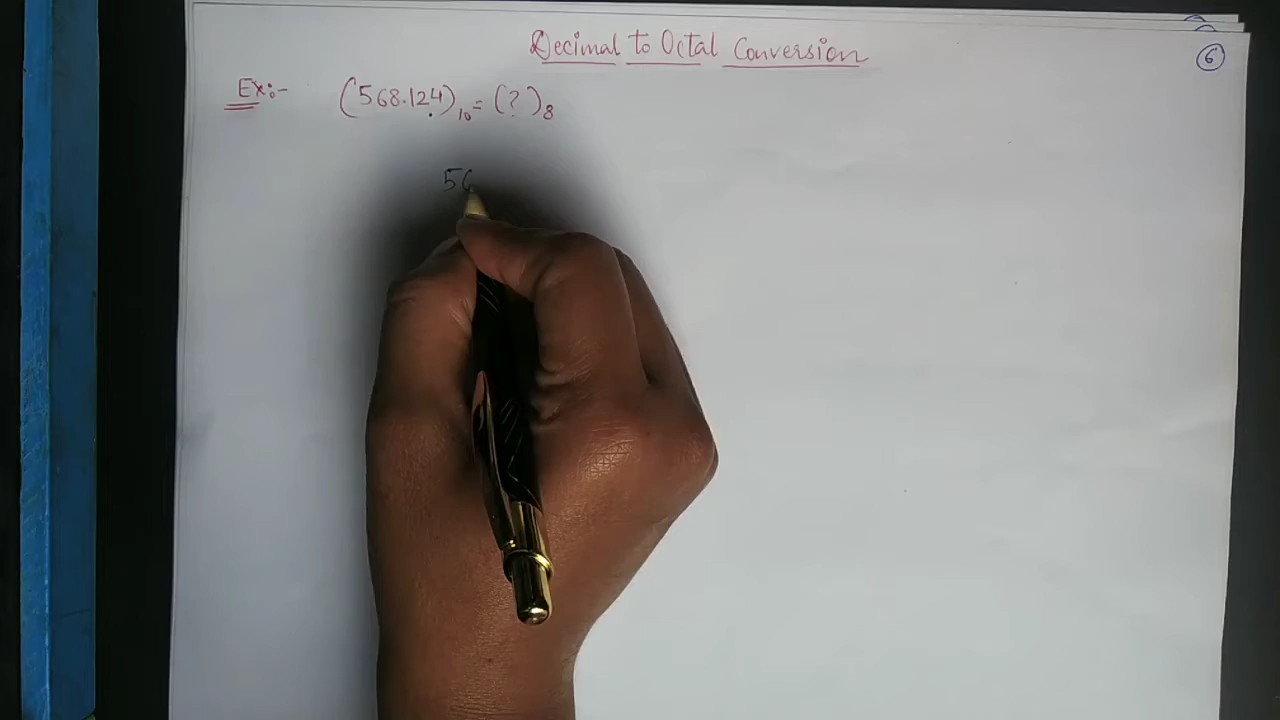 Decimal to Octal Conversion
6
Ex:- (568.124)10 = (?)8
56